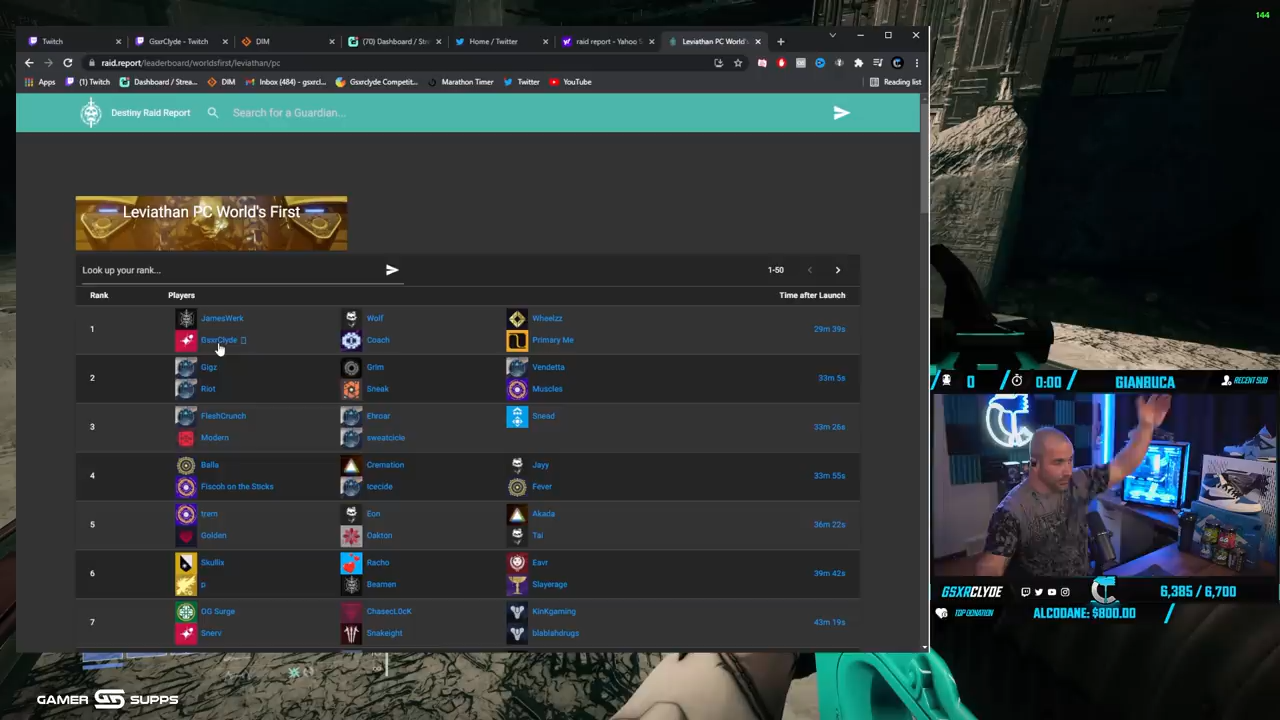 144
Twitch
GsxrClyde - Twitch
DIM
(70) Dashboard / Stre
Home / Twitter
raid report - Yahoo S
Leviathan PC World's
raid.report/leaderboard/worldsfirst/leviathan/pc
Apps
(1) Twitch
Dashboard / Strea...
DIM
Inbox (484) - gsxrcl...
Gsxrclyde Competit...
Marathon Timer
Twitter
YouTube
Reading list
Destiny Raid Report
Search for a Guardian...
Leviathan PC World's First
Look up your rank...
1-50
Rank Players Time after Launch
1 JamesWerk Wolf Wheelzz 29m 39s
GsxrClyde Coach Primary Me
2 Gigz Grim Vendetta 33m 5s
Riot Sneak Muscles
3 FleshCrunch Ehroar Snead 33m 26s
Modern sweatcicle
4 Balla Cremation Jayy 33m 55s
Fiscoh on the Sticks Icecide Fever
5 trem Eon Akada 36m 22s
Golden Oakton Tai
6 Skullix Racho Eavr 39m 42s
p Beamen Slayerage
7 DG Surge ChasecL0cK KinKgaming 43m 19s
Snerv Snakeight blablahdrugs
0
0:00
GIANBUCA
RECENT SUB
GSXRCLYDE
6,385 / 6,700
TOP DONATION
ALCODANE: $800.00
GAMER GS SUPPS